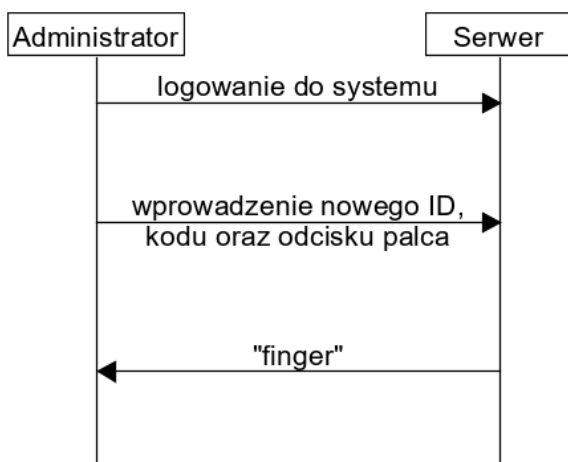 Administrator
Serwer
logowanie do systemu
wprowadzenie nowego ID,
kodu oraz odcisku palca
"finger"